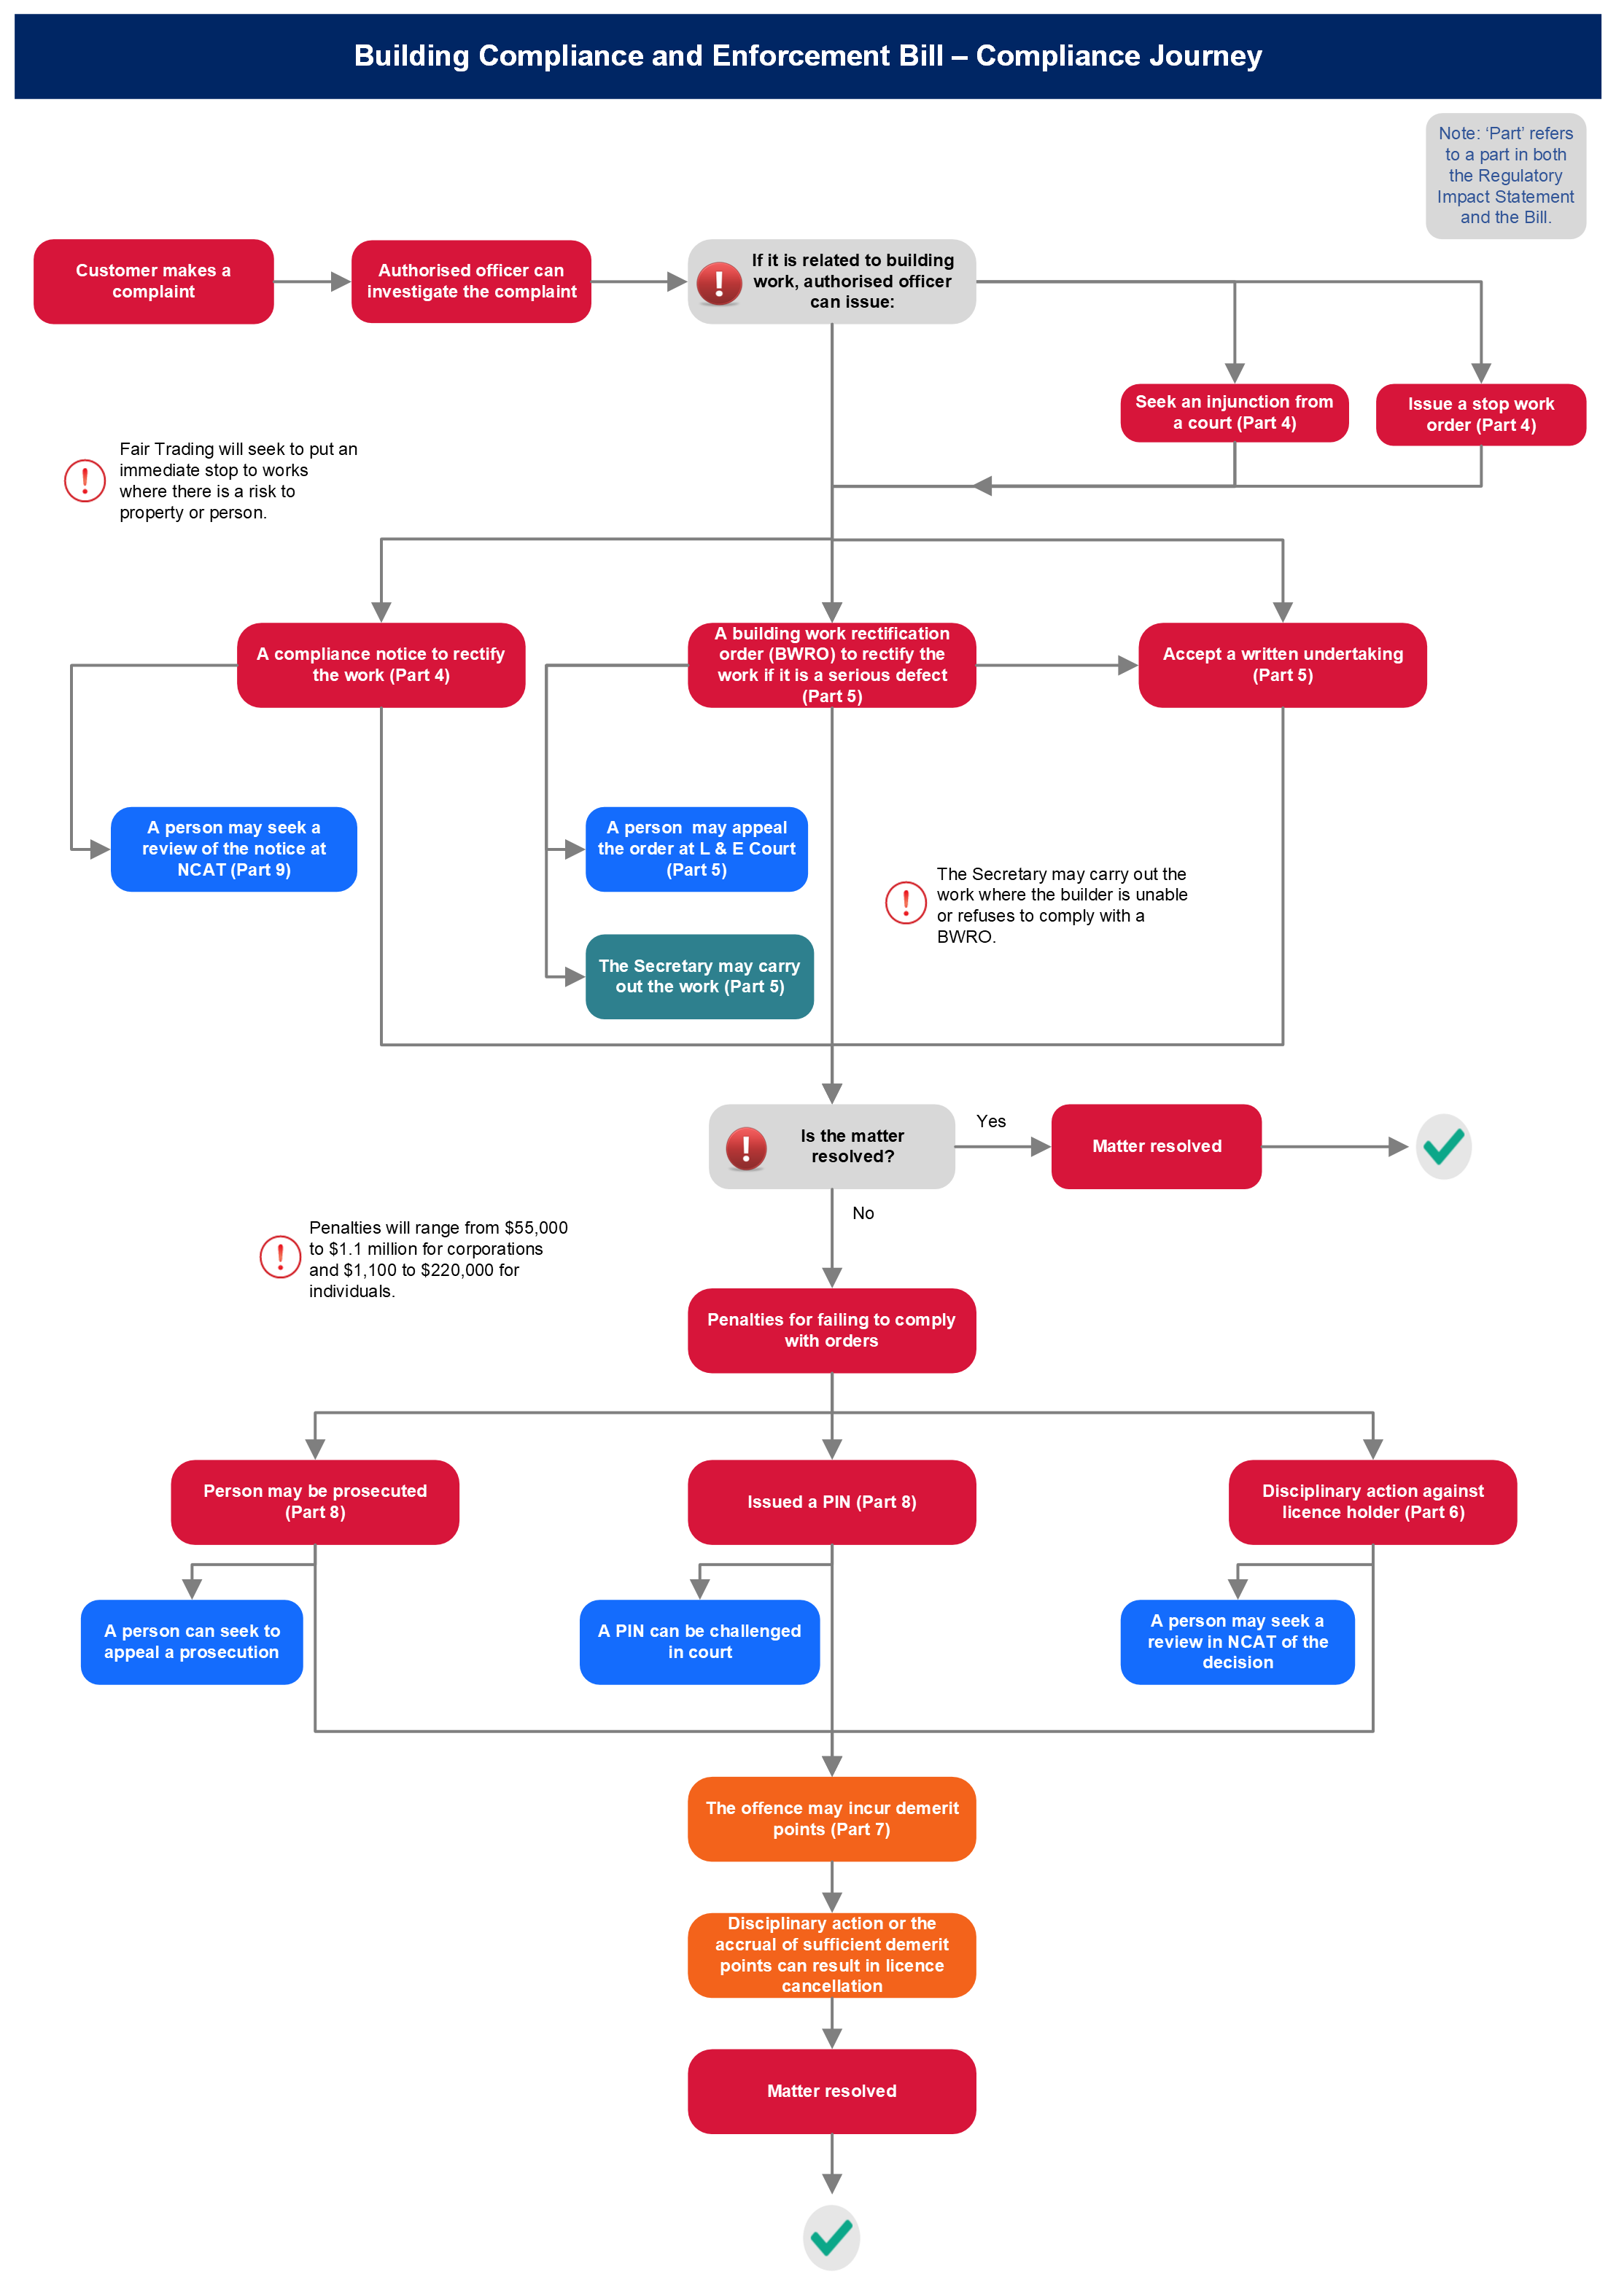 Building Compliance and Enforcement Bill – Compliance Journey
Note: ‘Part’ refers
to a part in both
the Regulatory
Impact Statement
and the Bill.
Customer makes a
complaint
Authorised officer can
investigate the complaint
If it is related to building
work, authorised officer
can issue:
Seek an injunction from
a court (Part 4)
Issue a stop work
order (Part 4)
Fair Trading will seek to put an
immediate stop to works
where there is a risk to
property or person.
A compliance notice to rectify
the work (Part 4)
A building work rectification
order (BWRO) to rectify the
work if it is a serious defect
(Part 5)
Accept a written undertaking
(Part 5)
A person may seek a
review of the notice at
NCAT (Part 9)
A person  may appeal
the order at L & E Court
(Part 5)
The Secretary may carry out the
work where the builder is unable
or refuses to comply with a
BWRO.
The Secretary may carry
out the work (Part 5)
Is the matter
resolved?
Yes
Matter resolved
No
Penalties will range from $55,000
to $1.1 million for corporations
and $1,100 to $220,000 for
individuals.
Penalties for failing to comply
with orders
Person may be prosecuted
(Part 8)
Issued a PIN (Part 8)
Disciplinary action against
licence holder (Part 6)
A person can seek to
appeal a prosecution
A PIN can be challenged
in court
A person may seek a
review in NCAT of the
decision
The offence may incur demerit
points (Part 7)
Disciplinary action or the
accrual of sufficient demerit
points can result in licence
cancellation
Matter resolved